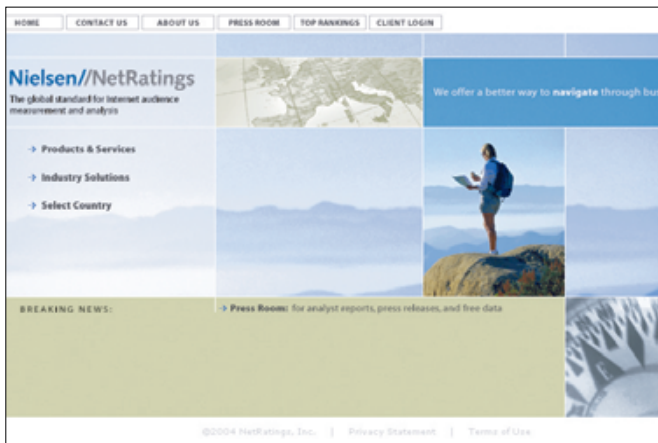 HOME CONTACT US ABOUT US PRESS ROOM TOP RANKINGS CLIENT LOGIN
Nielsen//NetRatings
The global standard for Internet audience
measurement and analysis
We offer a better way to navigate through
→ Products & Services
→ Industry Solutions
→ Select Country
BREAKING NEWS:
→ Press Room: for analyst reports, press releases, and free data
E
©2004 NetRatings, Inc. | Privacy Statement | Terms of Use